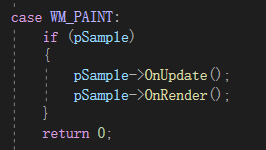 case WM_PAINT:
    if (pSample)
    {
        pSample->OnUpdate();
        pSample->OnRender();
    }
    return 0;